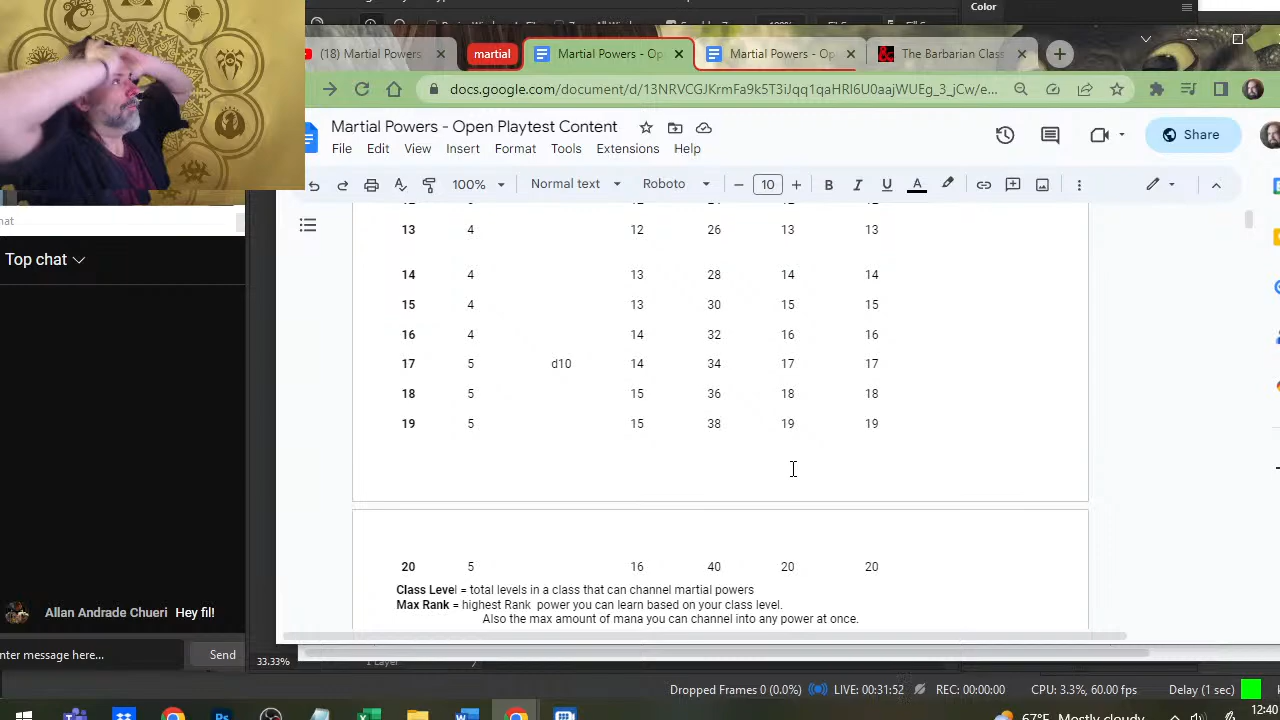 Color
(18) Martial Powers
martial
Martial Powers - Op
Martial Powers - Op
The Barbarian Class
docs.google.com/document/d/13NRVCGJKrmFa9k5T3iJqq1qaHRI6U0aajWUEg_3_jCw/e...
Martial Powers - Open Playtest Content
File Edit View Insert Format Tools Extensions Help
Share
100% Normal text Roboto 10 B I U A
Top chat
13 4 12 26 13 13
14 4 13 28 14 14
15 4 13 30 15 15
16 4 14 32 16 16
17 5 d10 14 34 17 17
18 5 15 36 18 18
19 5 15 38 19 19
20 5 16 40 20 20
Class Level = total levels in a class that can channel martial powers
Max Rank = highest Rank power you can learn based on your class level.
Also the max amount of mana you can channel into any power at once.
Allan Andrade Chueri Hey fil!
nter message here...
Send
33.33% 1 Layer
Dropped Frames 0 (0.0%) LIVE: 00:31:52 REC: 00:00:00 CPU: 3.3%, 60.00 fps Delay (1 sec)
67°F Mostly cloudy
12:40